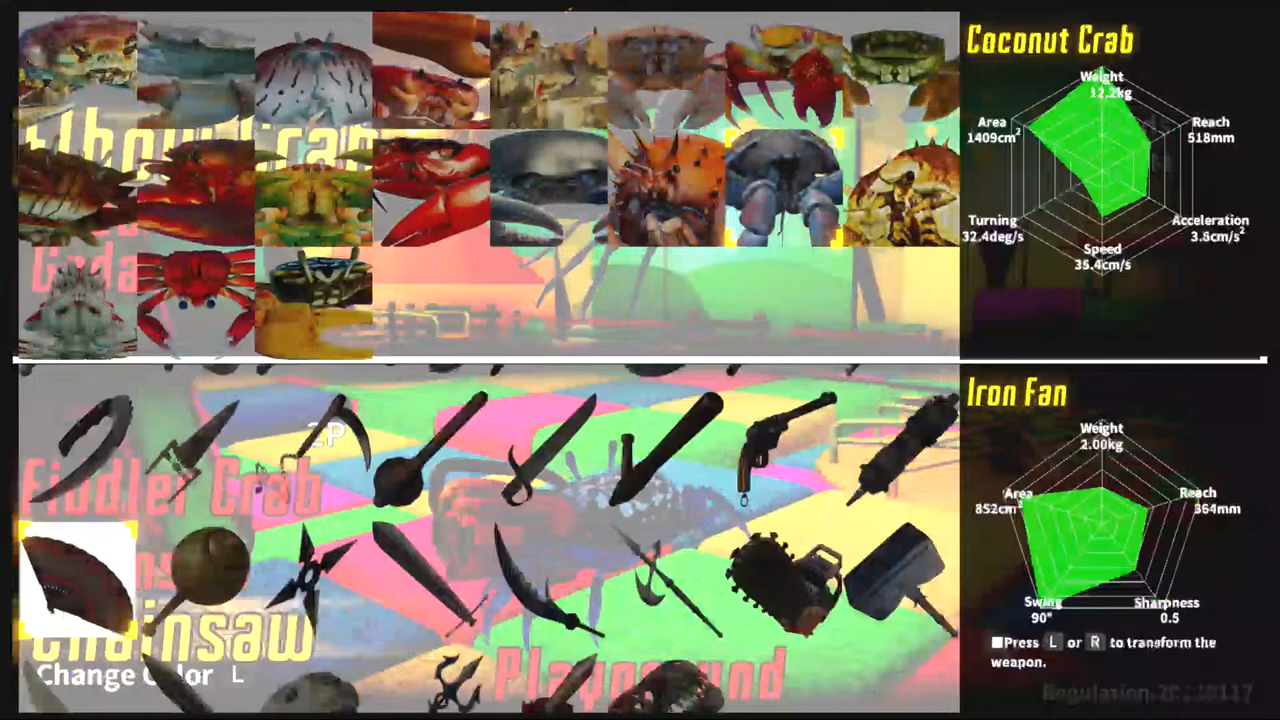 Coconut Crab
Weight
12.2kg
Area
1409cm²
Reach
518mm
Turning
32.4deg/s
Acceleration
3.8cm/s²
Speed
35.4cm/s
2P
Fiddler Crab
Chainsaw
Change Color L
Playground
Iron Fan
Weight
2.00kg
Area
852cm²
Reach
364mm
Swing
90°
Sharpness
0.5
■Press L or R to transform the
weapon.